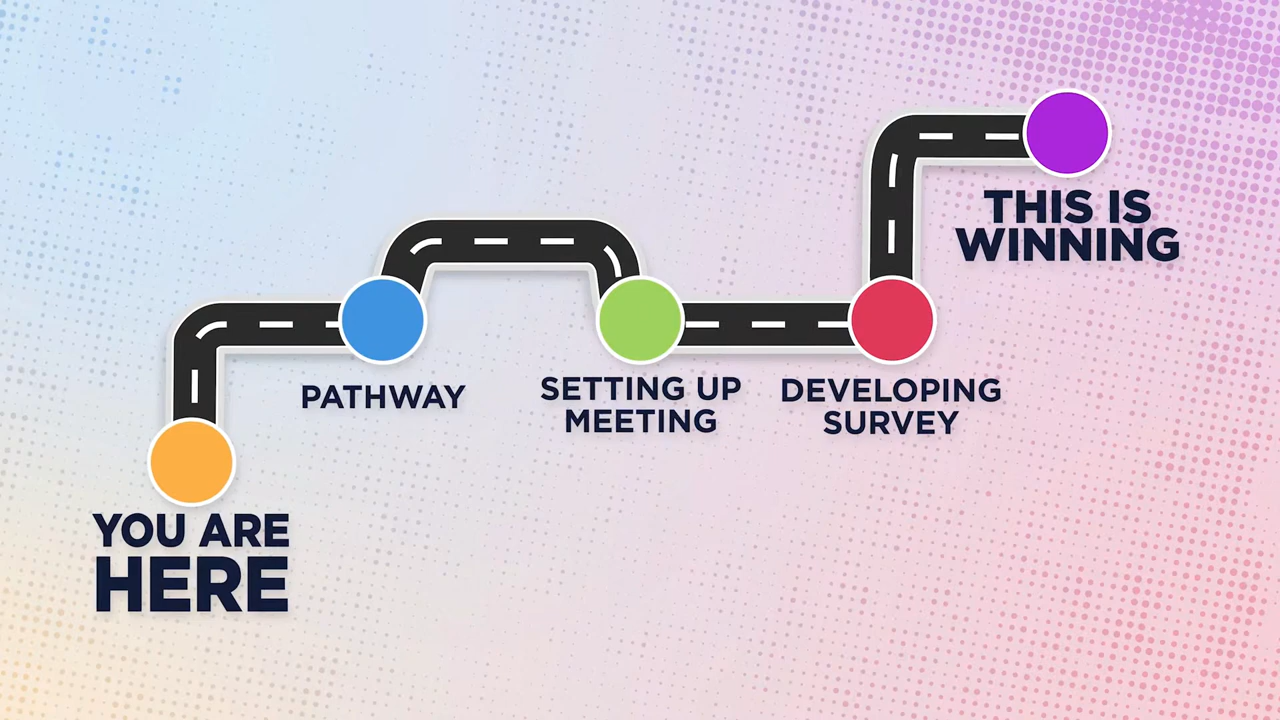 YOU ARE
HERE
PATHWAY
SETTING UP
MEETING
DEVELOPING
SURVEY
THIS IS
WINNING